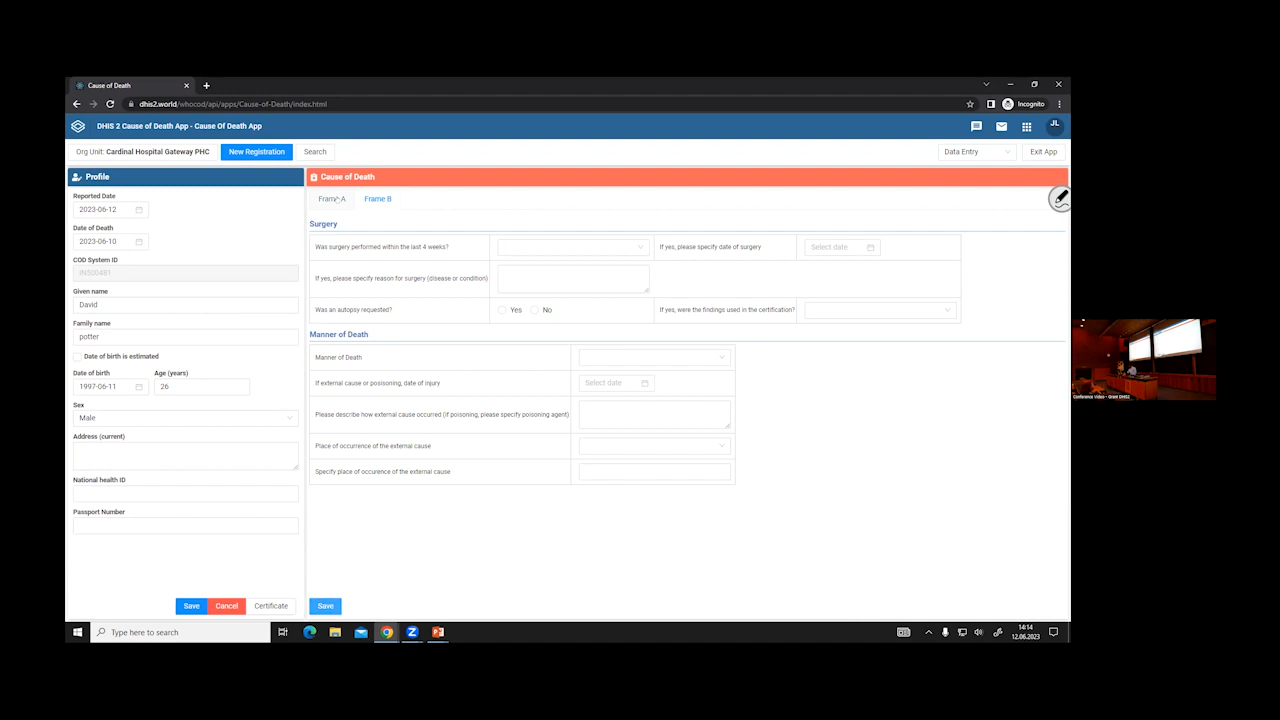 Cause of Death
dhis2.world/whocod/api/apps/Cause-of-Death/index.html
Incognito
DHIS 2 Cause of Death App - Cause Of Death App
JL
Org Unit: Cardinal Hospital Gateway PHC
New Registration
Search
Data Entry
Exit App
Profile
Reported Date
2023-06-12
Date of Death
2023-06-10
COD System ID
INS00481
Given name
David
Family name
potter
Date of birth is estimated
Date of birth
Age (years)
1997-06-11
26
Sex
Male
Address (current)
National health ID
Passport Number
Save
Cancel
Certificate
Cause of Death
Frame A
Frame B
Surgery
Was surgery performed within the last 4 weeks?
If yes, please specify date of surgery
Select date
If yes, please specify reason for surgery (disease or condition)
Was an autopsy requested?
Yes
No
If yes, were the findings used in the certification?
Manner of Death
Manner of Death
If external cause or posisoning, date of injury
Select date
Please describe how external cause occurred (if poisoning, please specify poisoning agent)
Place of occurrence of the external cause
Specify place of occurence of the external cause
Save
Type here to search
14:14
12.06.2023
Conference Video - Grant DHIS2